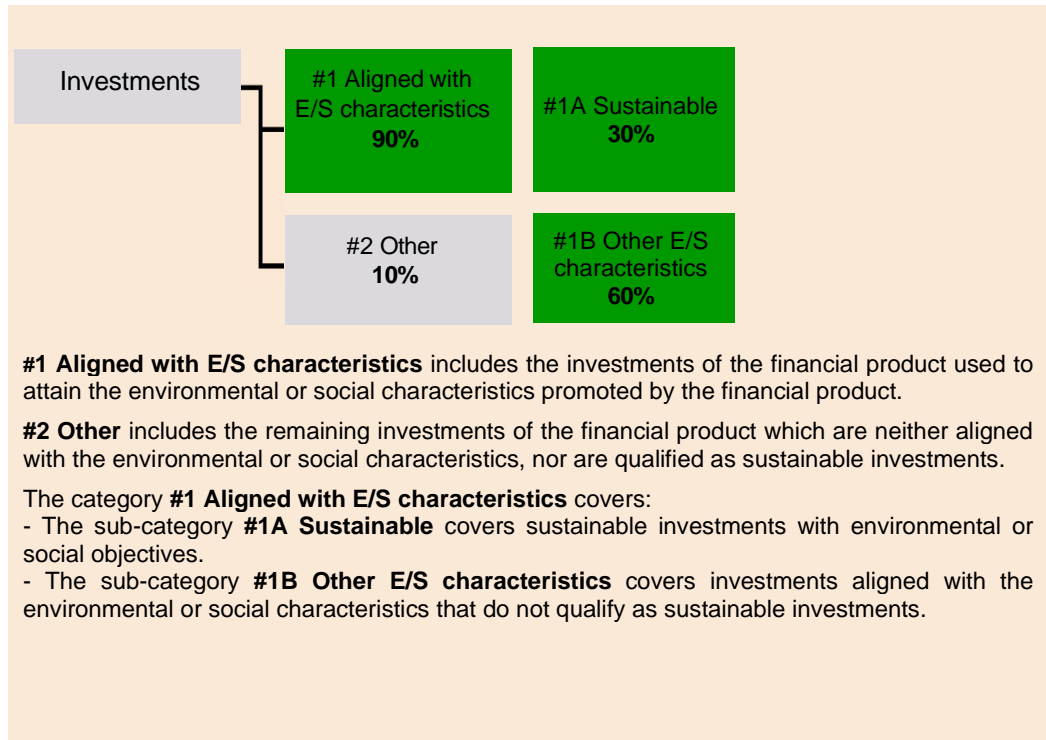 Investments
#1 Aligned with
E/S characteristics
90%
#1A Sustainable
30%
#2 Other
10%
#1B Other E/S
characteristics
60%
#1 Aligned with E/S characteristics includes the investments of the financial product used to
attain the environmental or social characteristics promoted by the financial product.
#2 Other includes the remaining investments of the financial product which are neither aligned
with the environmental or social characteristics, nor are qualified as sustainable investments.
The category #1 Aligned with E/S characteristics covers:
- The sub-category #1A Sustainable covers sustainable investments with environmental or
social objectives.
- The sub-category #1B Other E/S characteristics covers investments aligned with the
environmental or social characteristics that do not qualify as sustainable investments.